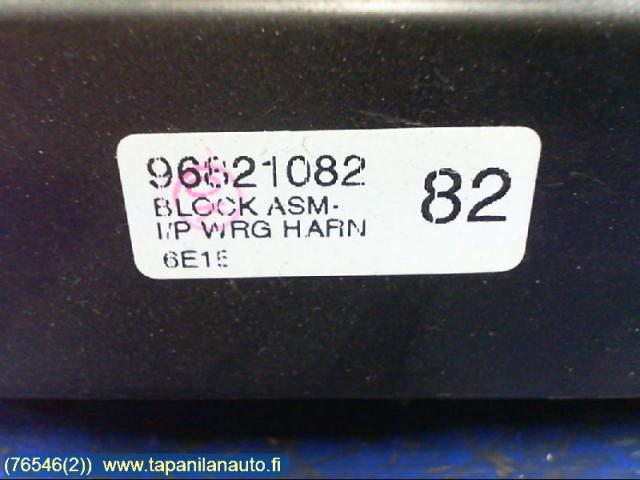 96621082
82
BLOCK ASM-
I/P WRG HARN
6E15
(76546(2)) www.tapanilanauto.fi